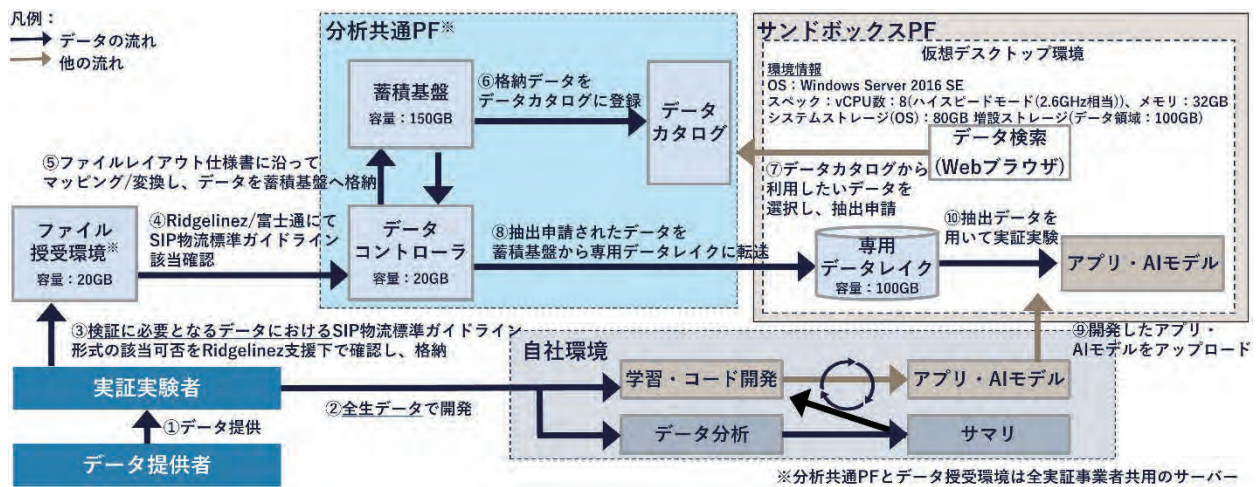 凡例：
データの流れ
他の流れ
分析共通PF※
蓄積基盤
容量：150GB
⑥格納データを
データカタログに登録
データ
カタログ
サンドボックスPF
仮想デスクトップ環境
環境情報
OS：Windows Server 2016 SE
スペック：vCPU数：8(ハイスピードモード(2.6GHz相当))、メモリ：32GB
システムストレージ(OS)：80GB 増設ストレージ(データ領域：100GB)
データ検索
(Webブラウザ)
⑦データカタログから
利用したいデータを
選択し、抽出申請
⑤ファイルレイアウト仕様書に沿って
マッピング/変換し、データを蓄積基盤へ格納
ファイル
授受環境※
容量：20GB
④Ridgelinez/富士通にて
SIP物流標準ガイドライン
該当確認
データ
コントローラ
容量：20GB
⑧抽出申請されたデータを
蓄積基盤から専用データレイクに転送
専用
データレイク
容量：100GB
⑩抽出データを
用いて実証実験
アプリ・AIモデル
③検証に必要となるデータにおけるSIP物流標準ガイドライン
形式の該当可否をRidgelinez支援下で確認し、格納
⑨開発したアプリ・
AIモデルをアップロード
自社環境
実証実験者
②全生データで開発
学習・コード開発
アプリ・AIモデル
①データ提供
データ分析
サマリ
データ提供者
※分析共通PFとデータ授受環境は全実証事業者共用のサーバー